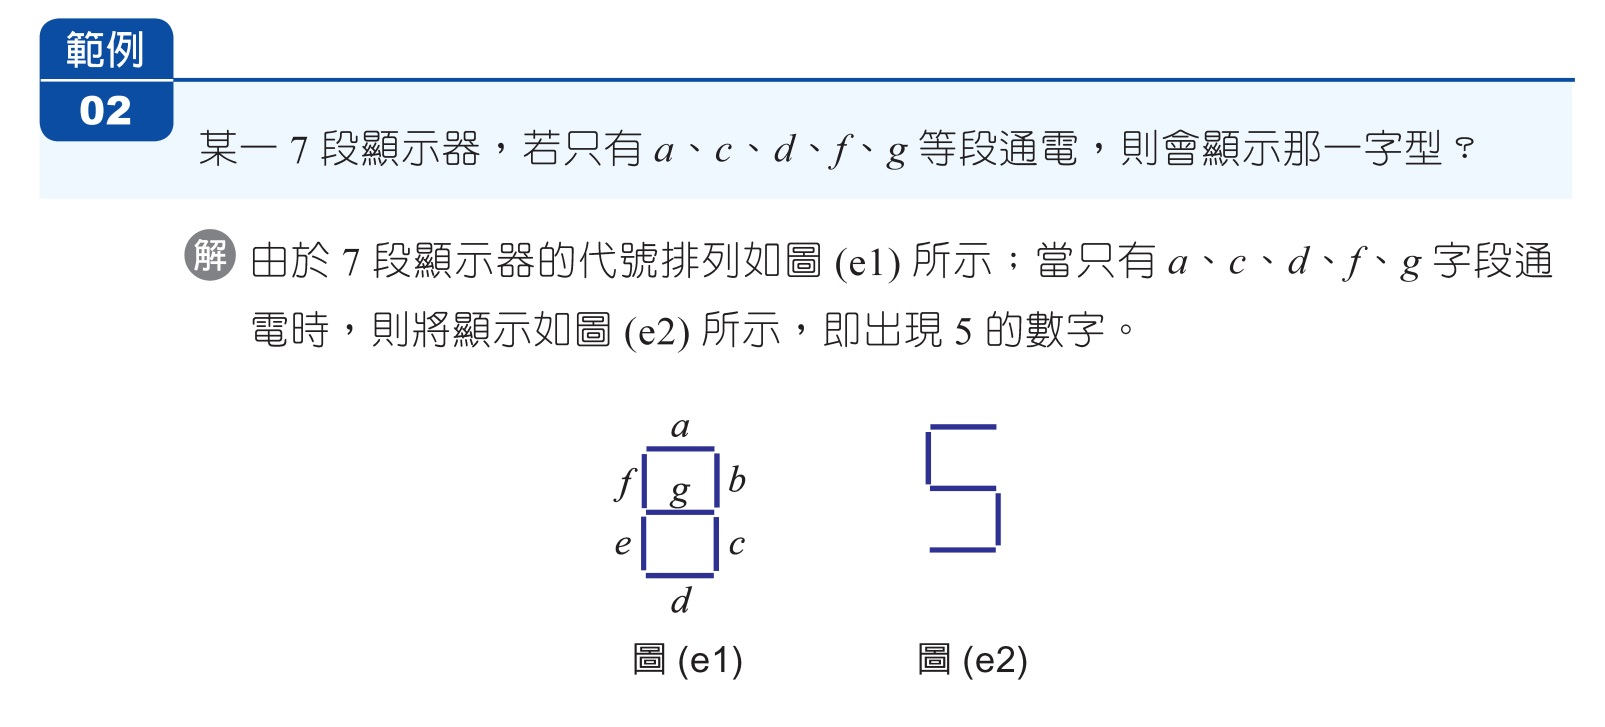 範例
02
某一 7 段顯示器，若只有 a、c、d、f、g 等段通電，則會顯示那一字型？
解 由於 7 段顯示器的代號排列如圖 (e1) 所示；當只有 a、c、d、f、g 字段通
電時，則將顯示如圖 (e2) 所示，即出現 5 的數字。
a
f g b
e c
d
圖 (e1) 圖 (e2)